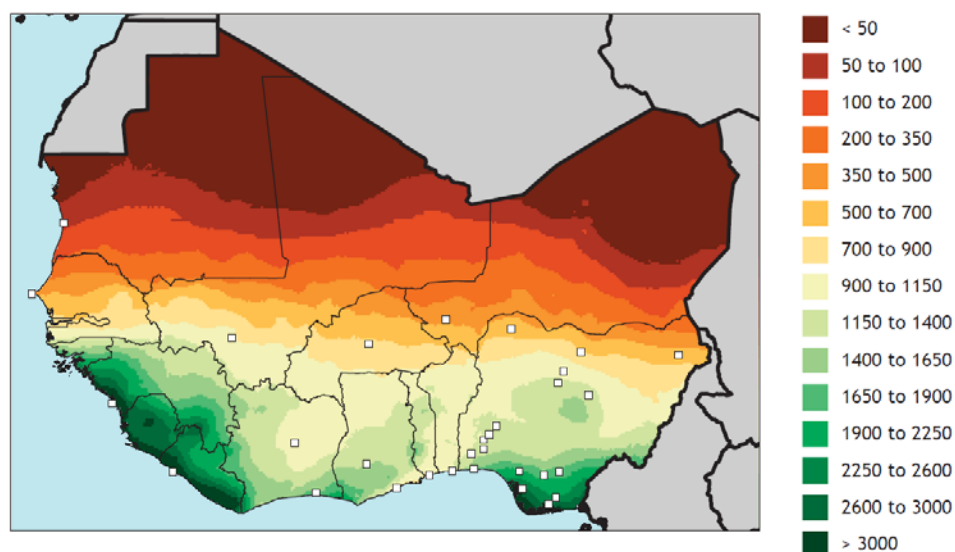 < 50
50 to 100
100 to 200
200 to 350
350 to 500
500 to 700
700 to 900
900 to 1150
1150 to 1400
1400 to 1650
1650 to 1900
1900 to 2250
2250 to 2600
2600 to 3000
> 3000